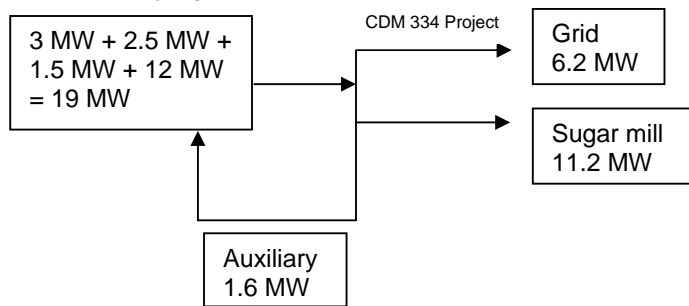 3 MW + 2.5 MW +
1.5 MW + 12 MW
= 19 MW
CDM 334 Project
Grid
6.2 MW
Sugar mill
11.2 MW
Auxiliary
1.6 MW